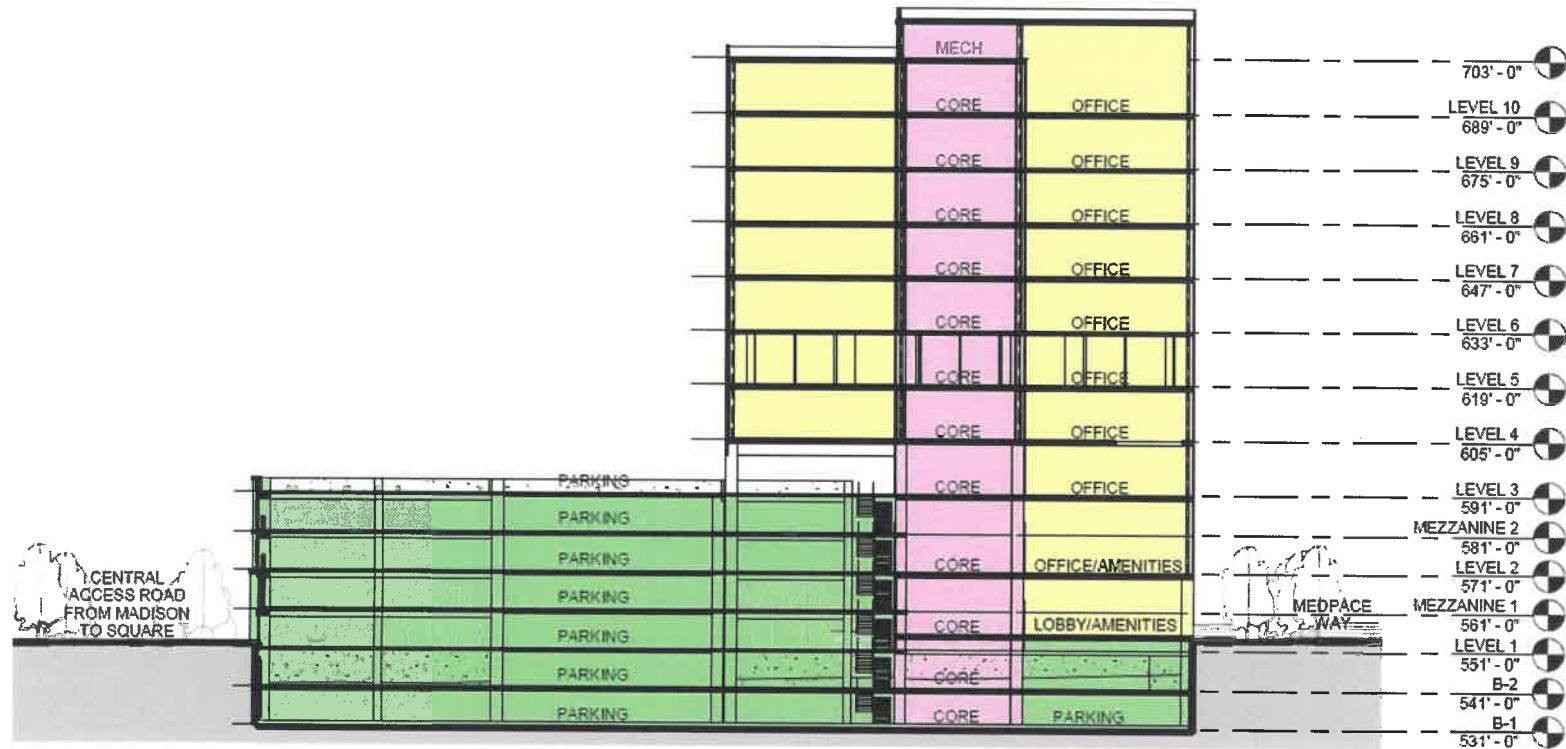 MECH
703' - 0"
CORE OFFICE
LEVEL 10
689' - 0"
CORE OFFICE
LEVEL 9
675' - 0"
CORE OFFICE
LEVEL 8
661' - 0"
CORE OFFICE
LEVEL 7
647' - 0"
CORE OFFICE
LEVEL 6
633' - 0"
CORE OFFICE
LEVEL 5
619' - 0"
CORE OFFICE
LEVEL 4
605' - 0"
PARKING
CORE OFFICE
LEVEL 3
591' - 0"
PARKING
MEZZANINE 2
581' - 0"
PARKING
CORE OFFICE/AMENITIES
LEVEL 2
571' - 0"
CENTRAL
ACCESS ROAD
FROM MADISON
TO SQUARE
PARKING
MEDPACE
WAY
MEZZANINE 1
561' - 0"
PARKING
CORE LOBBY/AMENITIES
LEVEL 1
551' - 0"
PARKING
CORE
B-2
541' - 0"
PARKING
CORE PARKING
B-1
531' - 0"